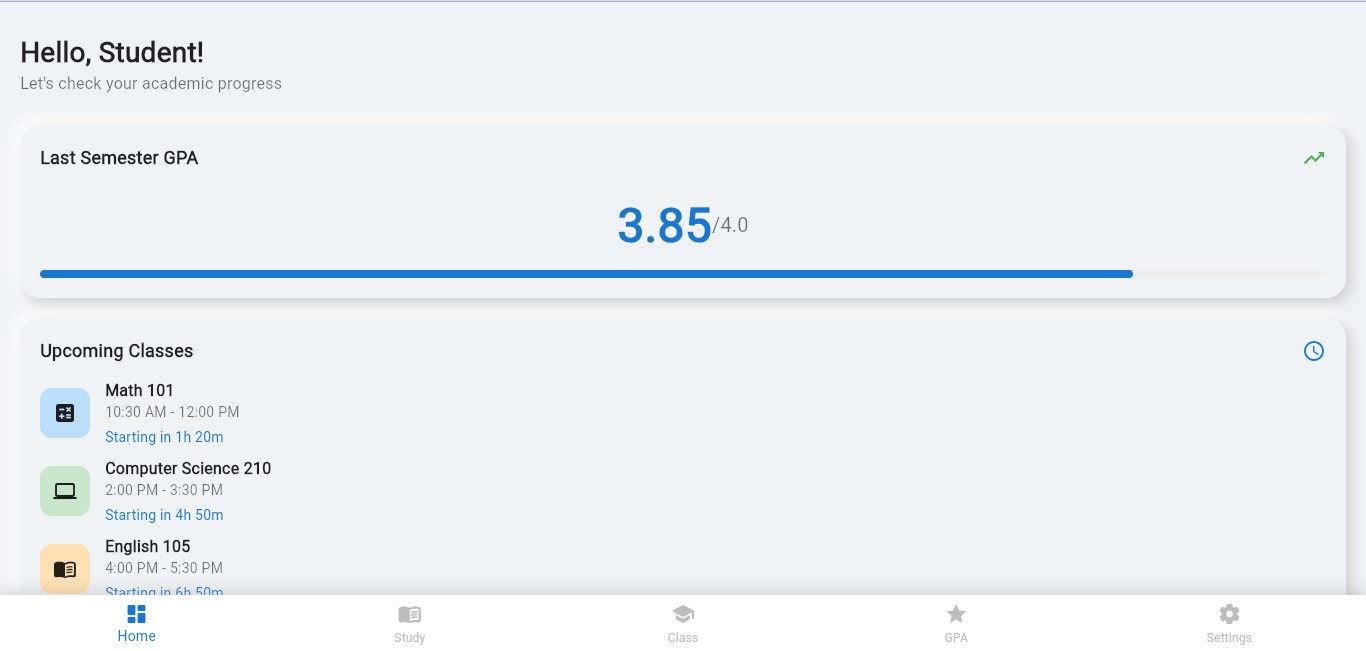 Hello, Student!
Let's check your academic progress
Last Semester GPA
3.85/4.0
Upcoming Classes
Math 101
10:30 AM - 12:00 PM
Starting in 1h 20m
Computer Science 210
2:00 PM - 3:30 PM
Starting in 4h 50m
English 105
4:00 PM - 5:30 PM
Starting in 6h 50m
Home Study Class GPA Settings